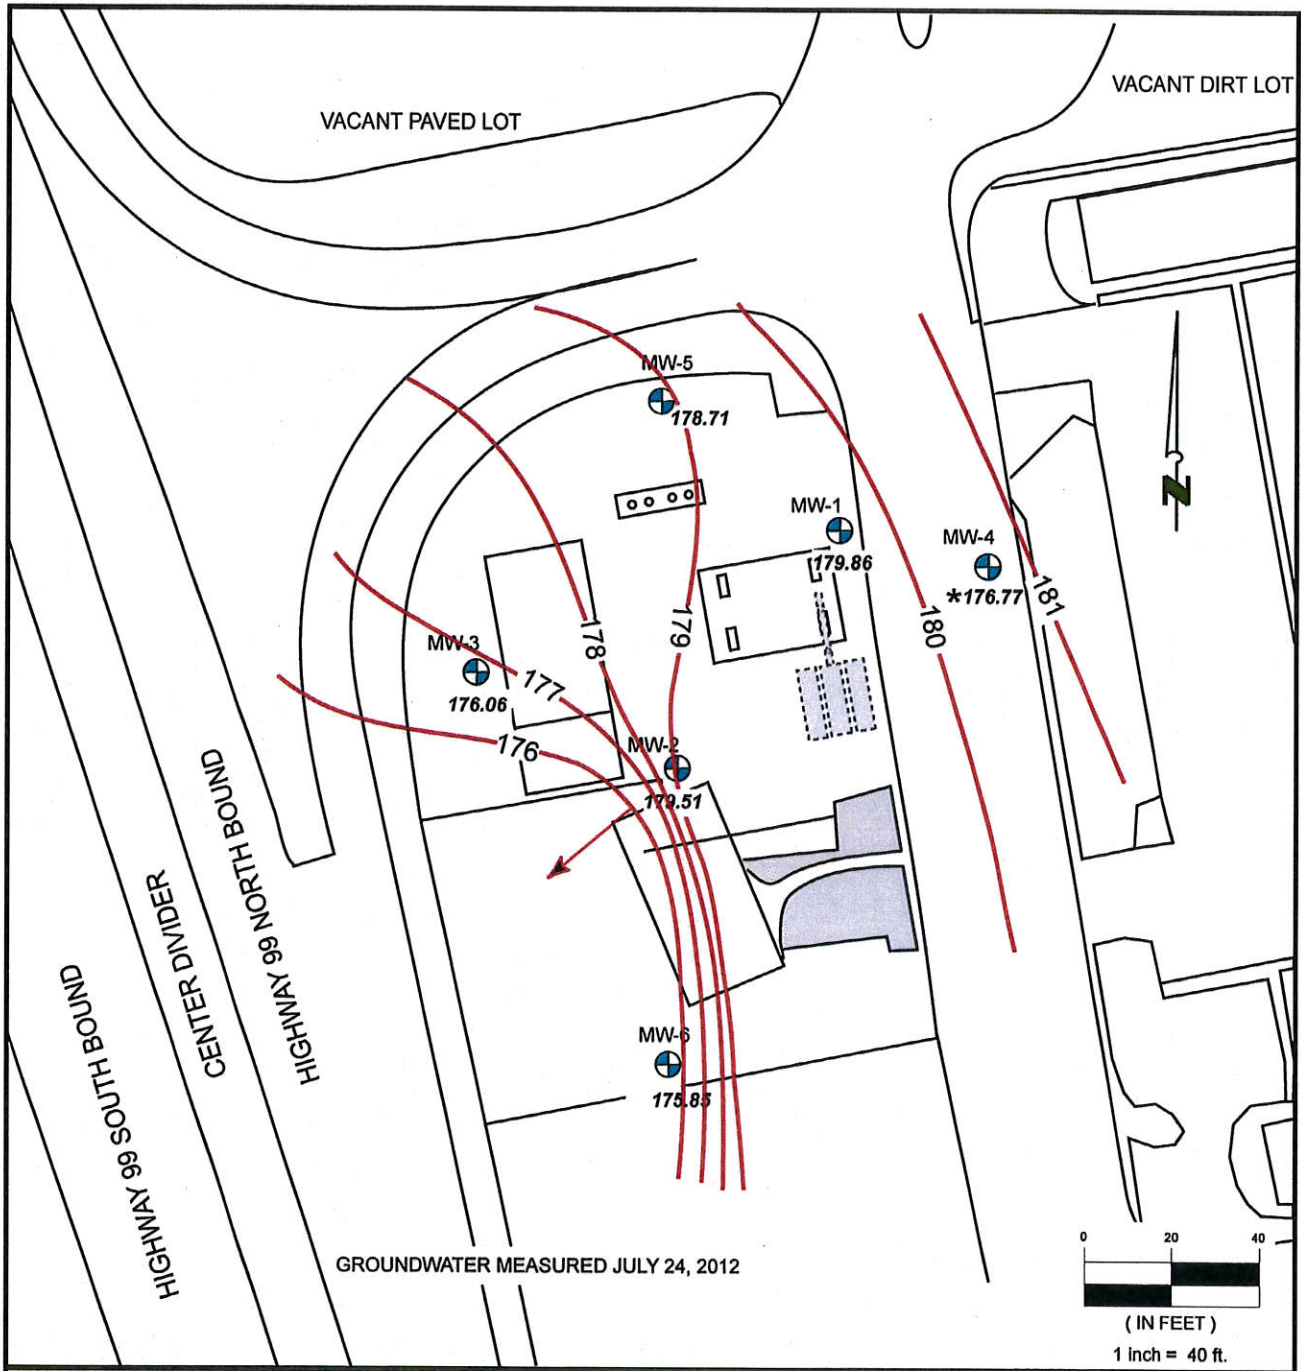 VACANT PAVED LOT
VACANT DIRT LOT
MW-5
178.71
MW-1
179.86
MW-4
*176.77
N
181
180
179
178
MW-3
176.06
177
176
MW-2
179.51
MW-6
175.85
HIGHWAY 99 NORTH BOUND
CENTER DIVIDER
HIGHWAY 99 SOUTH BOUND
GROUNDWATER MEASURED JULY 24, 2012
0 20 40
( IN FEET )
1 inch = 40 ft.